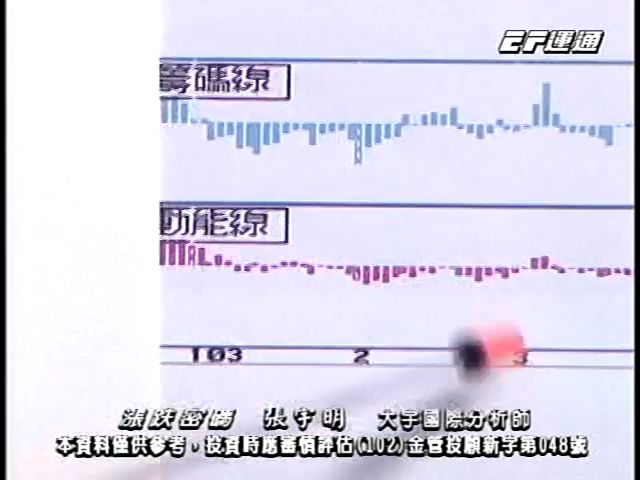 運通
籌碼線
動能線
103 2 3
漲跌密碼 張宇明 大宇國際分析師
本資料僅供參考，投資時應審慎評估(102)金管投顧新字第048號